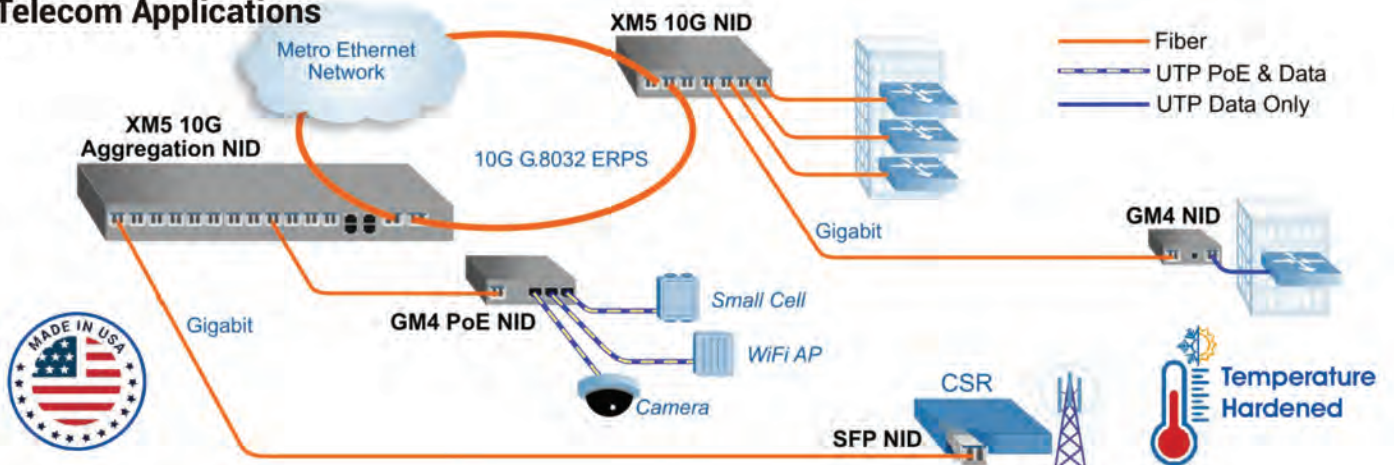 Telecom Applications
Metro Ethernet
Network
XM5 10G NID
Fiber
UTP PoE & Data
UTP Data Only
XM5 10G
Aggregation NID
10G G.8032 ERPS
GM4 NID
Gigabit
Small Cell
GM4 PoE NID
Gigabit
WiFi AP
MADE IN USA
Camera
CSR
Temperature
Hardened
SFP NID